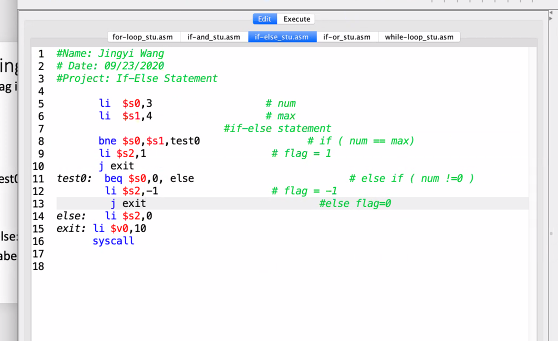 Edit Execute
for-loop_stu.asm if-and_stu.asm if-else_stu.asm if-or_stu.asm while-loop_stu.asm
1 #Name: Jingyi Wang
2 # Date: 09/23/2020
3 #Project: If-Else Statement
4
5 li $s0,3 # num
6 li $s1,4 # max
7 #if-else statement
8 bne $s0,$s1,test0 # if ( num == max)
9 li $s2,1 # flag = 1
10 j exit
11 test0: beq $s0,0, else # else if ( num !=0 )
12 li $s2,-1 # flag = -1
13 j exit #else flag=0
14 else: li $s2,0
15 exit: li $v0,10
16 syscall
17
18